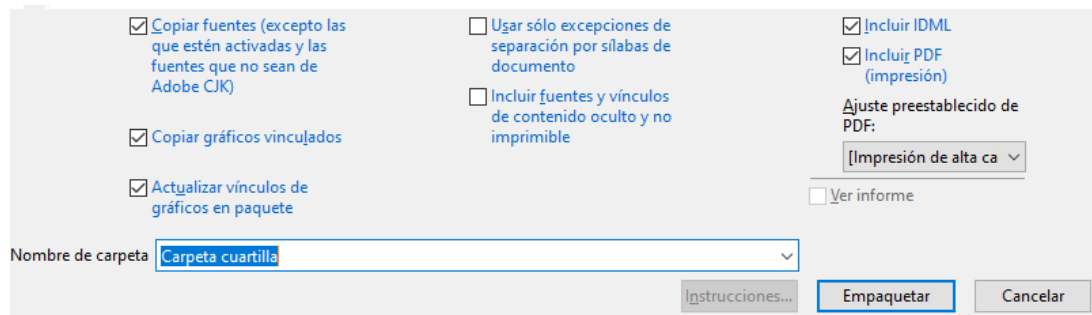 Copiar fuentes (excepto las
que estén activadas y las
fuentes que no sean de
Adobe CJK)
Copiar gráficos vinculados
Actualizar vínculos de
gráficos en paquete
Usar sólo excepciones de
separación por sílabas de
documento
Incluir fuentes y vínculos
de contenido oculto y no
imprimible
Incluir IDML
Incluir PDF
(impresión)
Ajuste preestablecido de
PDF:
[Impresión de alta ca
Ver informe
Nombre de carpeta Carpeta cuartilla
Instrucciones... Empaquetar Cancelar